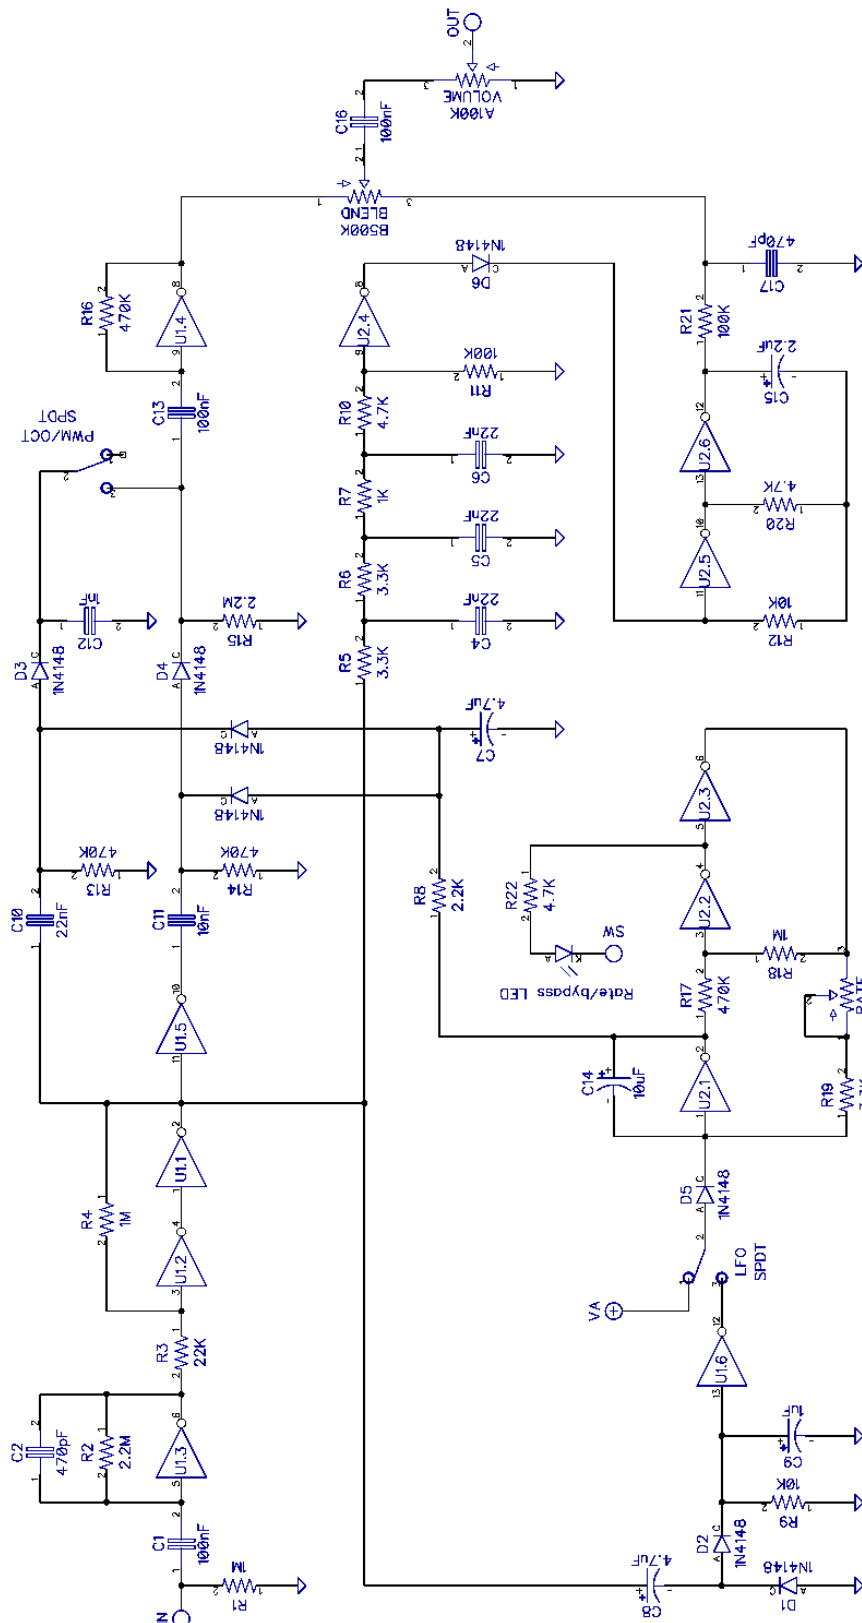 IN
R1
1M
C1
100nF
C2
470pF
R2
2.2M
U1.3
R3
22K
R4
1M
U1.2
U1.1
U1.5
C10
22nF
R13
470K
C11
10nF
R14
470K
1N4148
1N4148
D3
1N4148
D4
1N4148
C12
1nF
R15
2.2M
PWM/OCT
SPDT
C13
100nF
R16
470K
U1.4
B500K
BLEND
C16
100nF
A100K
VOLUME
OUT
R5
3.3K
C4
22nF
R6
3.3K
C5
22nF
R7
1K
C6
22nF
R10
4.7K
R11
100K
U2.4
D6
1N4148
C7
4.7uF
R8
2.2K
C8
4.7uF
D1
1N4148
D2
1N4148
R9
10K
C9
1uF
U1.6
VA
LFO
SPDT
D5
1N4148
C14
10uF
U2.1
R17
470K
R19
RATE
R18
1M
U2.2
U2.3
R22
4.7K
SW
Rate/bypass LED
R12
10K
U2.5
R20
4.7K
U2.6
C15
2.2uF
R21
100K
C17
470pF